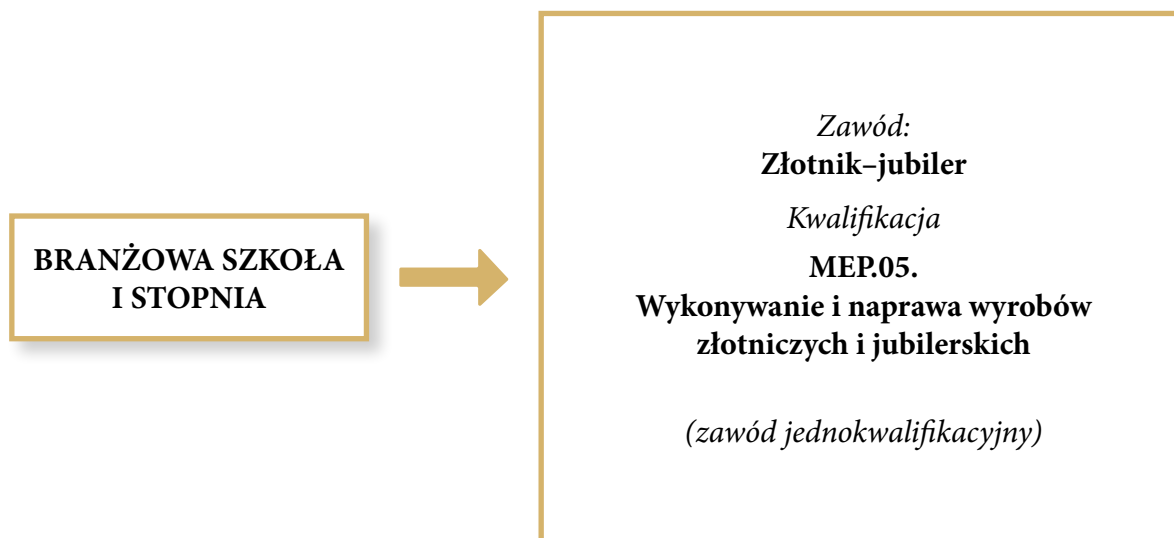 BRANŻOWA SZKOŁA
I STOPNIA
Zawód:
Złotnik–jubiler
Kwalifikacja
MEP.05.
Wykonywanie i naprawa wyrobów
złotniczych i jubilerskich
(zawód jednokwalifikacyjny)